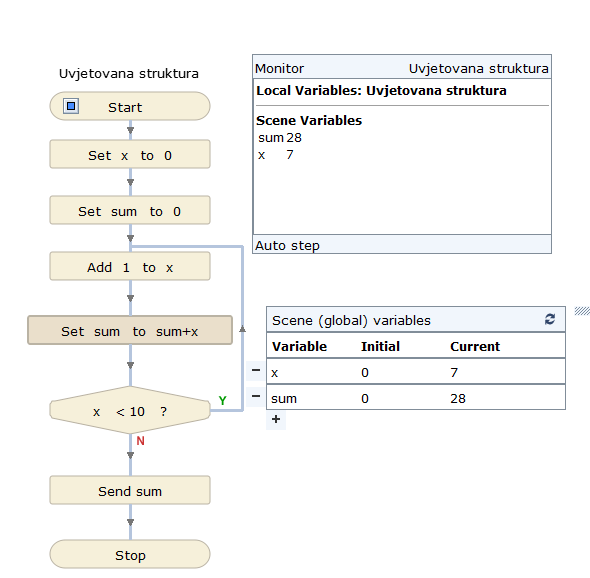 Uvjetovana struktura
Start
Set x to 0
Set sum to 0
Add 1 to x
Set sum to sum+x
x < 10 ?
Y
N
Send sum
Stop
Monitor Uvjetovana struktura
Local Variables: Uvjetovana struktura
Scene Variables
sum 28
x 7
Auto step
Scene (global) variables
Variable Initial Current
− x 0 7
− sum 0 28
+